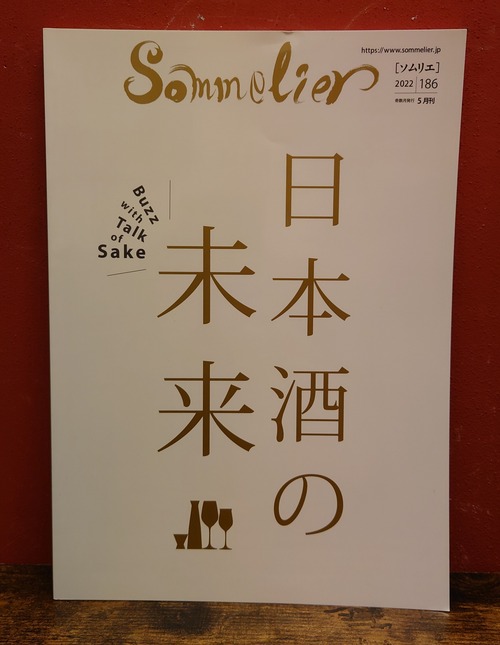 Sommelier
https://www.sommelier.jp
[ソムリエ]
2022 186
5月刊
Buzz
with
Talk
of
Sake
日本酒の
未来